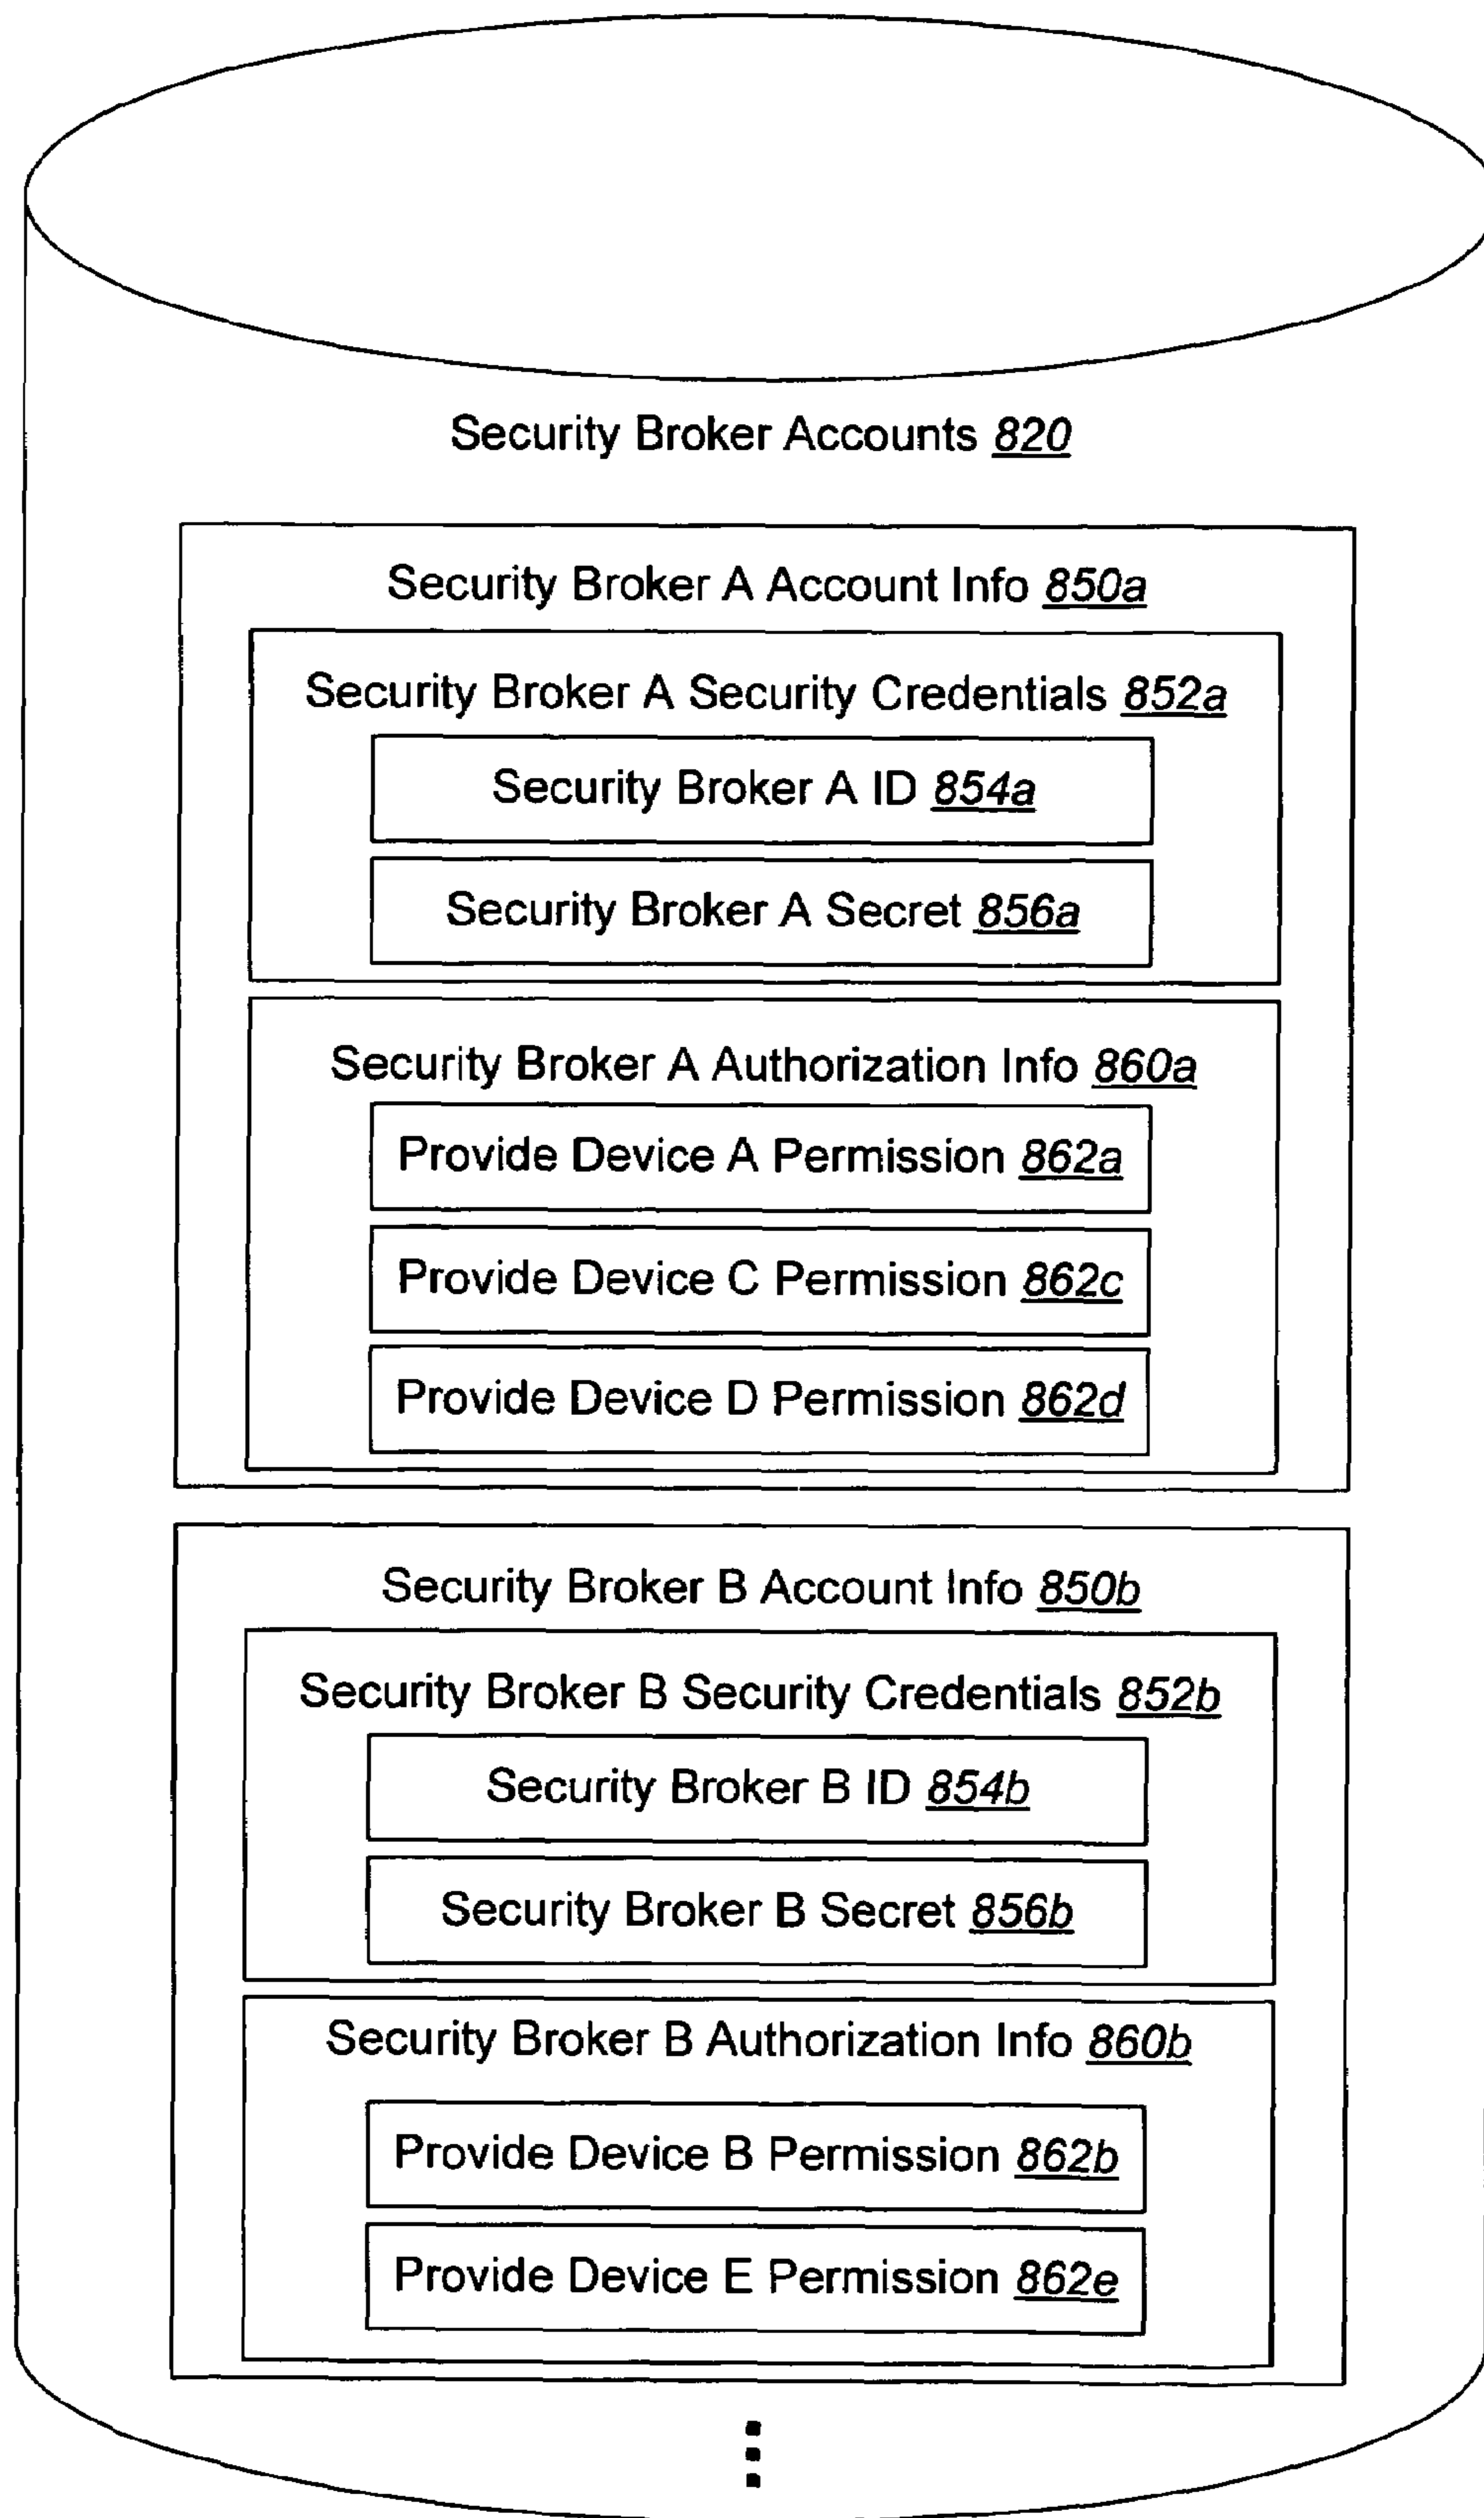 Security Broker Accounts 820
Security Broker A Account Info 850a
Security Broker A Security Credentials 852a
Security Broker A ID 854a
Security Broker A Secret 856a
Security Broker A Authorization Info 860a
Provide Device A Permission 862a
Provide Device C Permission 862c
Provide Device D Permission 862d
Security Broker B Account Info 850b
Security Broker B Security Credentials 852b
Security Broker B ID 854b
Security Broker B Secret 856b
Security Broker B Authorization Info 860b
Provide Device B Permission 862b
Provide Device E Permission 862e